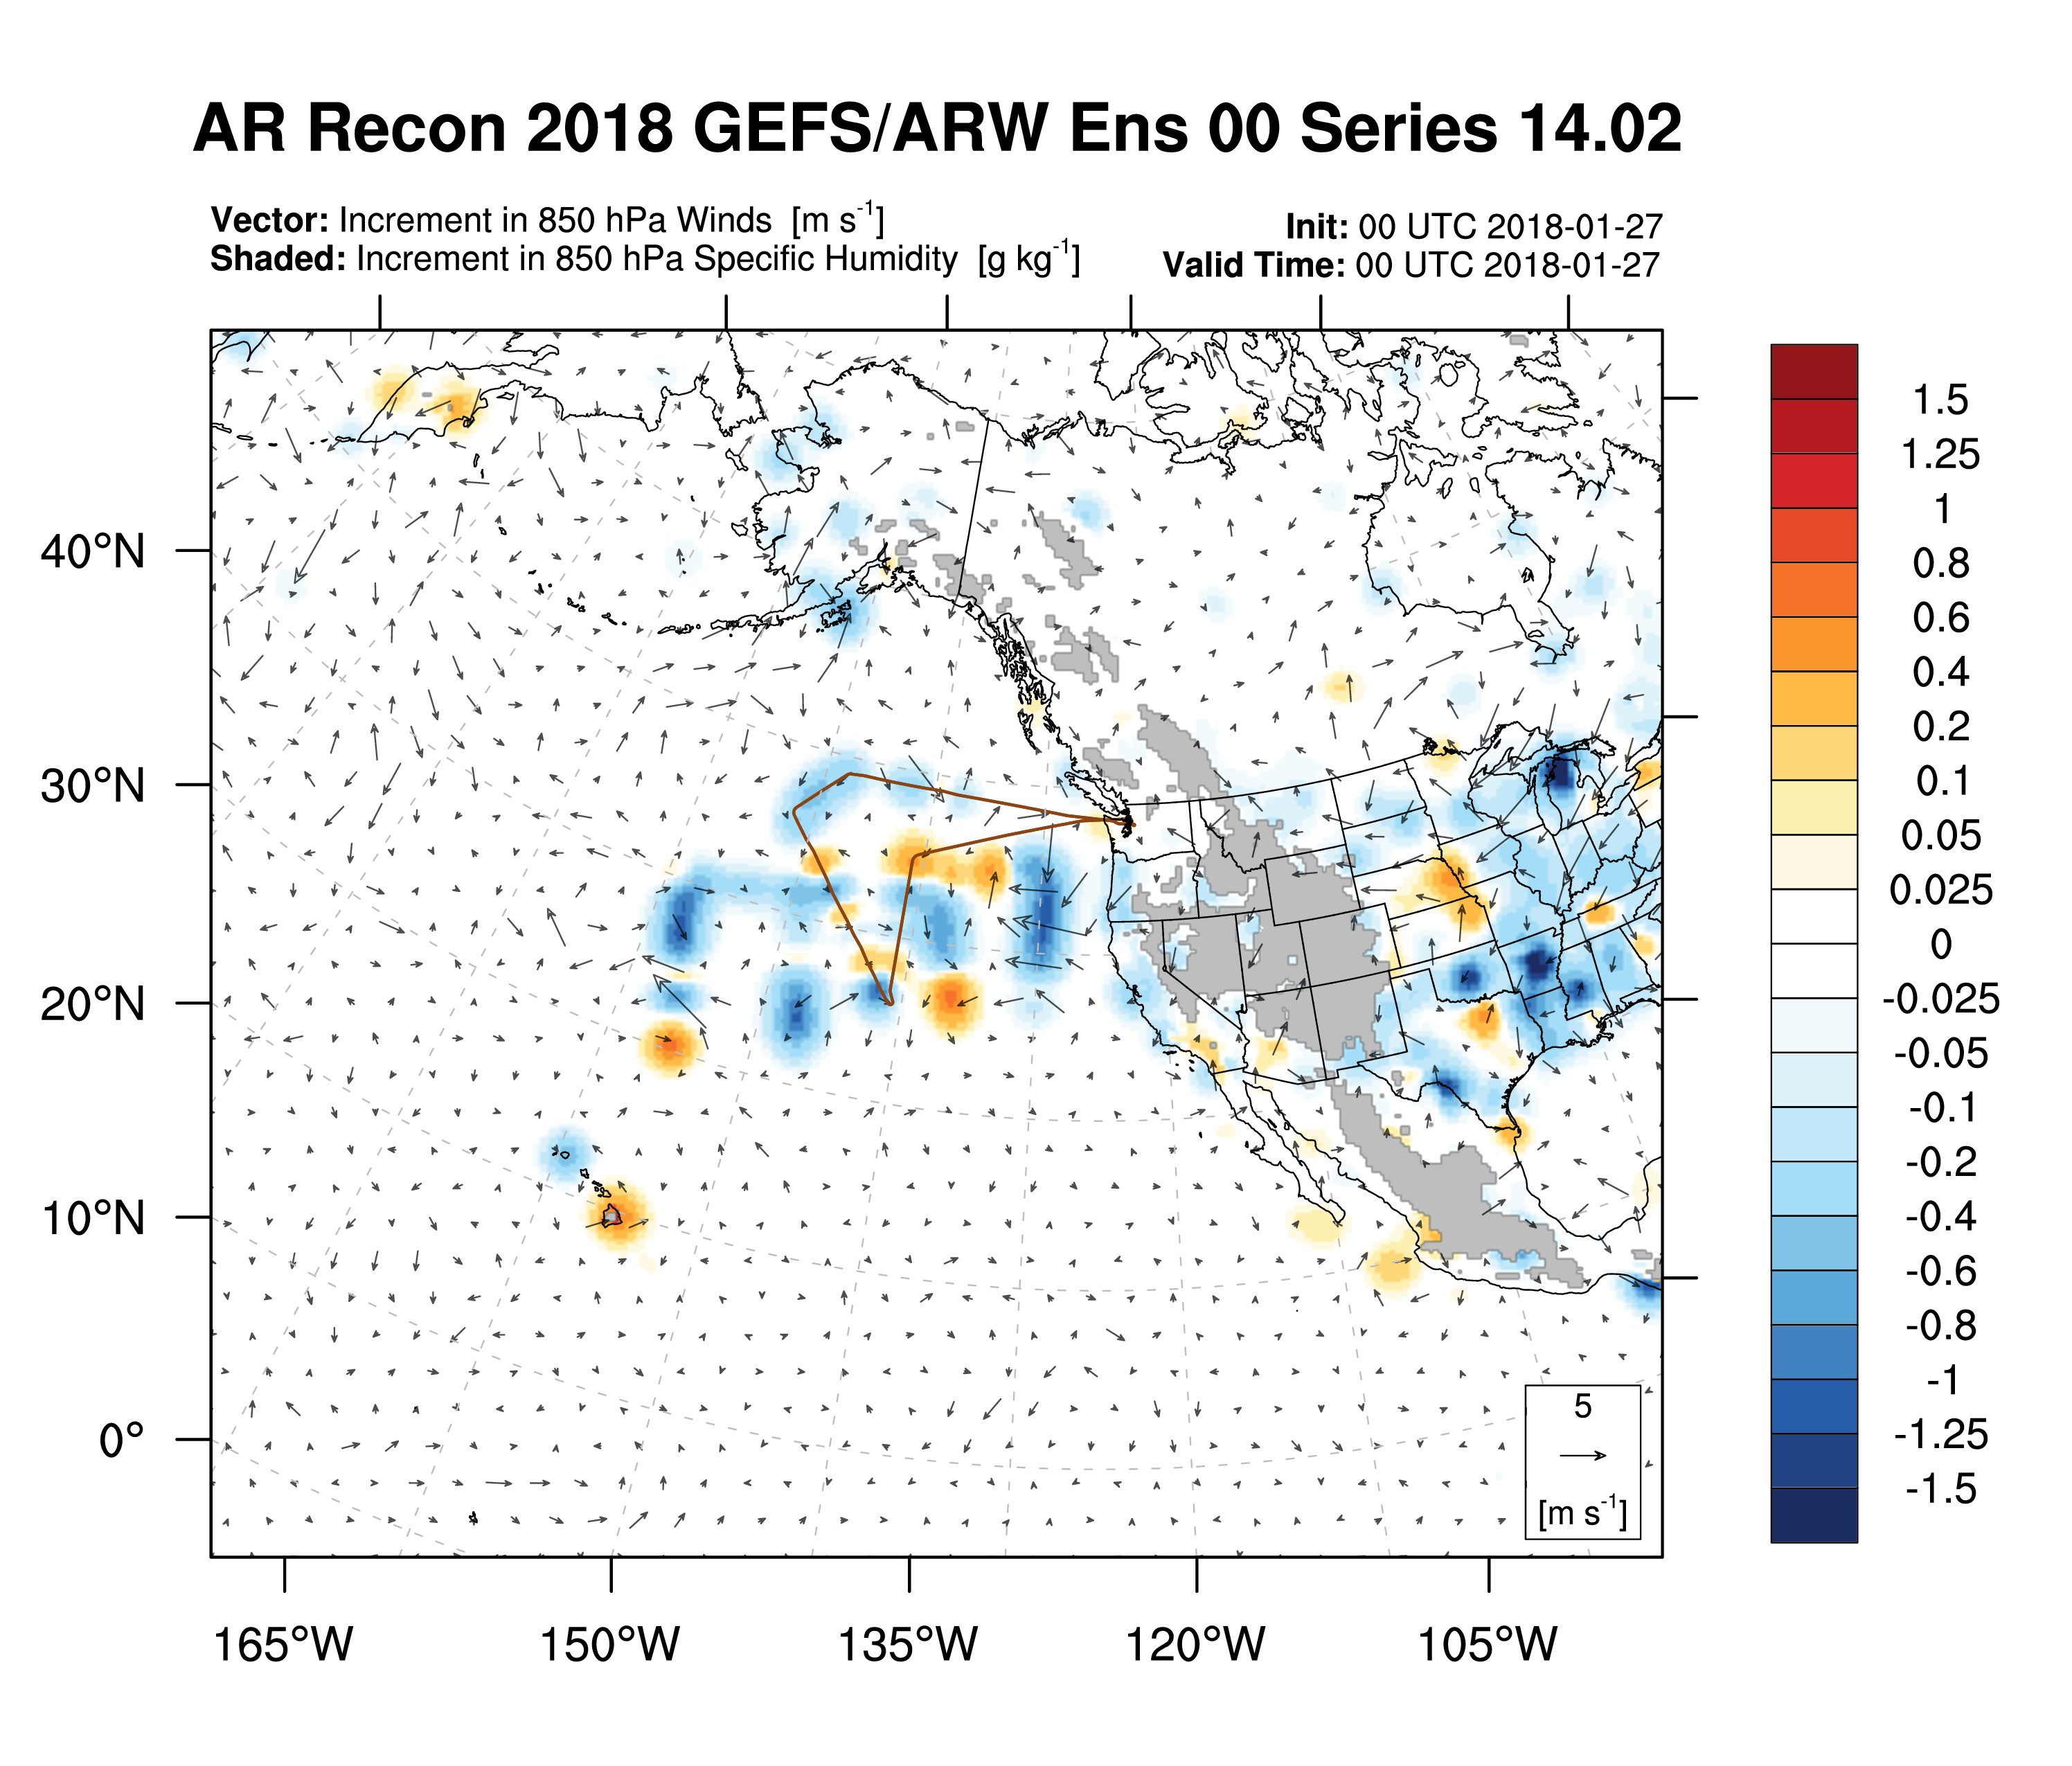 AR Recon 2018 GEFS/ARW Ens 00 Series 14.02
Vector: Increment in 850 hPa Winds [m s-1]
Init: 00 UTC 2018-01-27
Shaded: Increment in 850 hPa Specific Humidity [g kg-1]
Valid Time: 00 UTC 2018-01-27
40°N
30°N
20°N
10°N
0°
165°W
150°W
135°W
120°W
105°W
5
[m s-1]
1.5
1.25
1
0.8
0.6
0.4
0.2
0.1
0.05
0.025
0
-0.025
-0.05
-0.1
-0.2
-0.4
-0.6
-0.8
-1
-1.25
-1.5